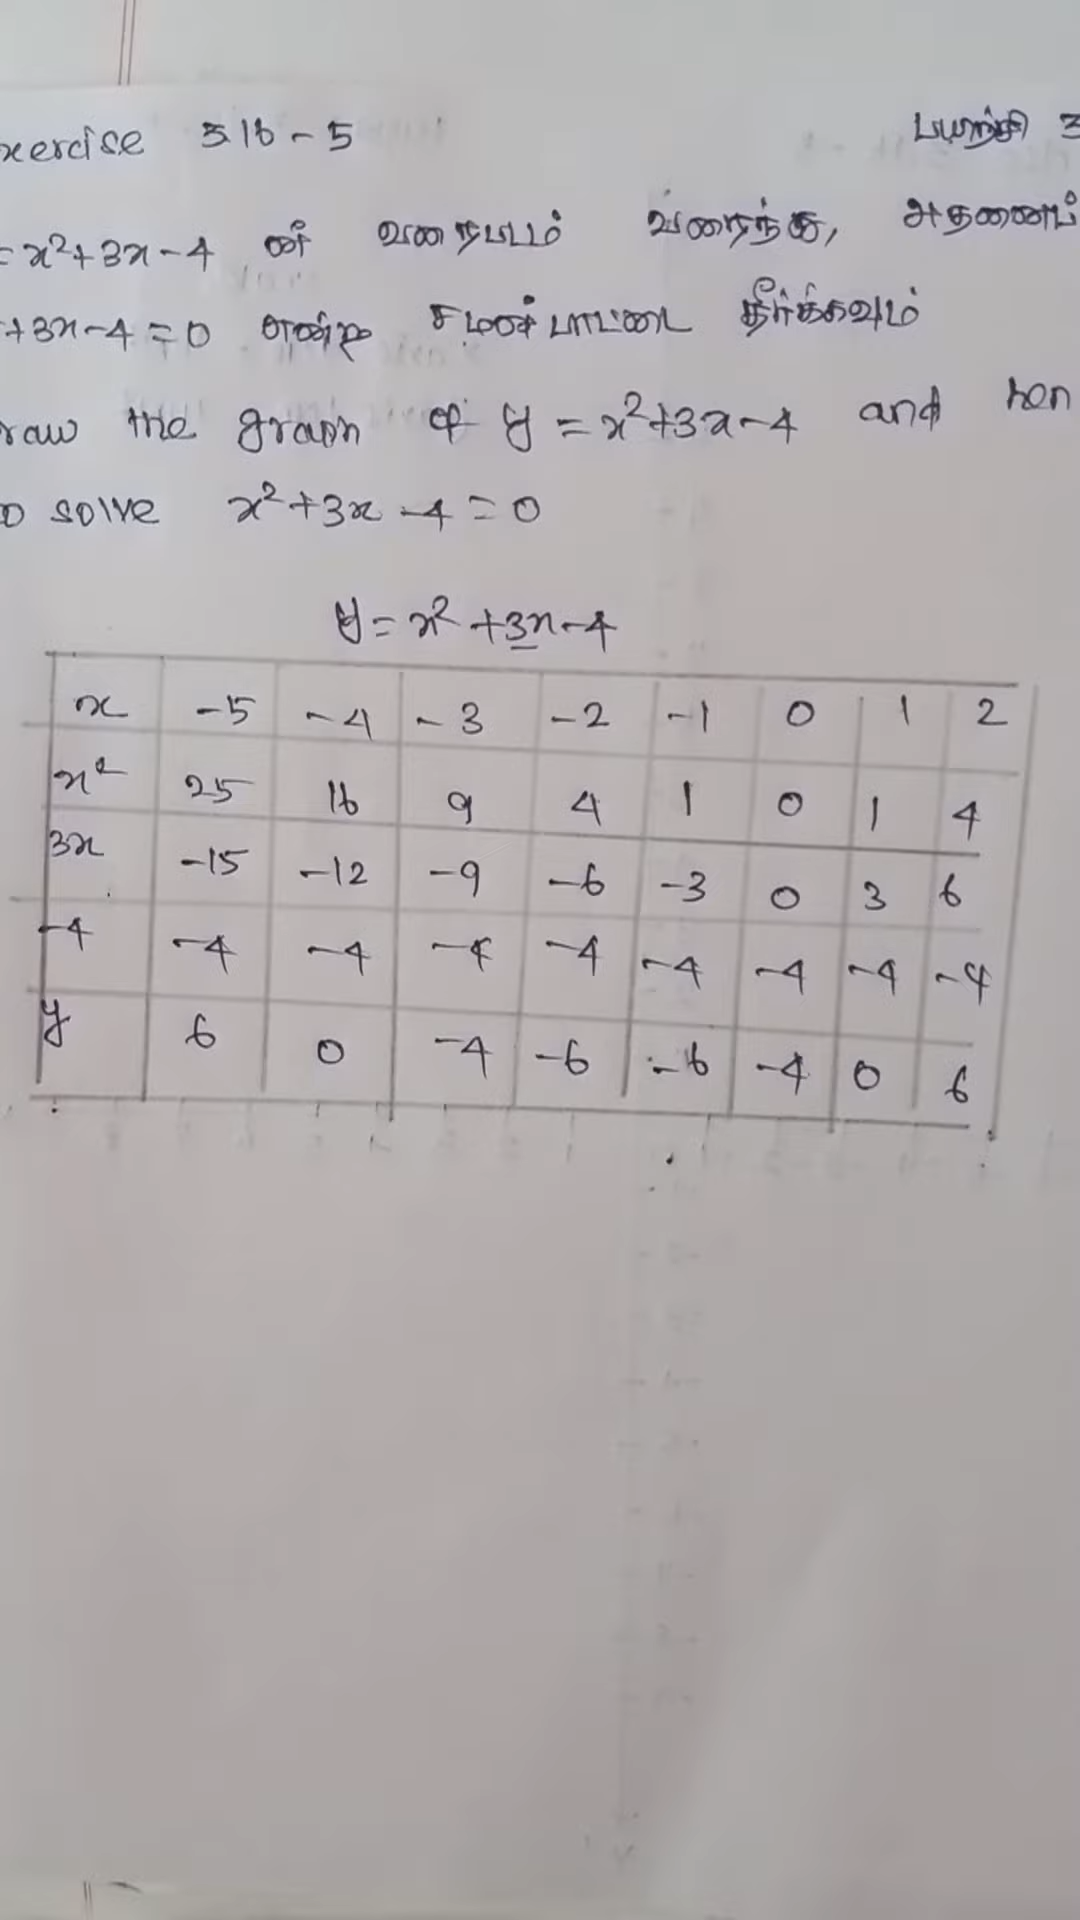 xercise 3.16 - 5 பயிற்சி 3
= x²+3x-4 ன் வரைபடம் வரைந்து, அதனைப்
+3x-4=0 என்ற சமன்பாட்டை தீர்க்கவும்
raw the graph of y = x²+3x-4 and hen
o solve x²+3x-4=0
y = x²+3x-4
x -5 -4 -3 -2 -1 0 1 2
x² 25 16 9 4 1 0 1 4
3x -15 -12 -9 -6 -3 0 3 6
-4 -4 -4 -4 -4 -4 -4 -4 -4
y 6 0 -4 -6 -6 -4 0 6